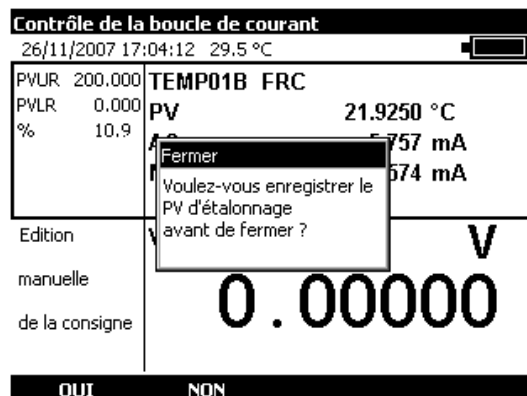 Contrôle de la boucle de courant
26/11/2007 17:04:12 29.5 °C
PVUR 200.000
PVLR 0.000
% 10.9
TEMP01B FRC
PV 21.9250 °C
757 mA
574 mA
Fermer
Voulez-vous enregistrer le
PV d'étalonnage
avant de fermer ?
Edition
manuelle
de la consigne
V
0.00000
OUI NON